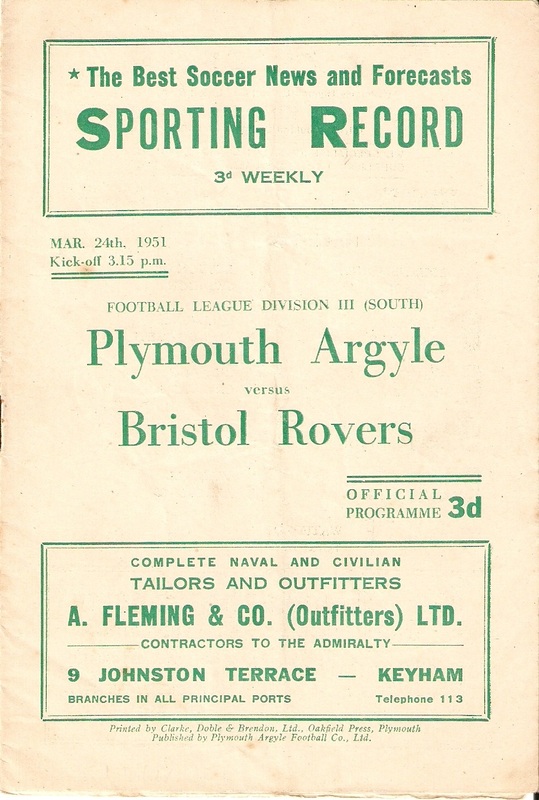 ★ The Best Soccer News and Forecasts
SPORTING RECORD
3d WEEKLY
MAR. 24th, 1951
Kick-off 3.15 p.m.
FOOTBALL LEAGUE DIVISION III (SOUTH)
Plymouth Argyle
versus
Bristol Rovers
OFFICIAL
PROGRAMME 3d
COMPLETE NAVAL AND CIVILIAN
TAILORS AND OUTFITTERS
A. FLEMING & CO. (Outfitters) LTD.
CONTRACTORS TO THE ADMIRALTY
9 JOHNSTON TERRACE — KEYHAM
BRANCHES IN ALL PRINCIPAL PORTS Telephone 113
Printed by Clarke, Doble & Brendon, Ltd., Oakfield Press, Plymouth
Published by Plymouth Argyle Football Co., Ltd.